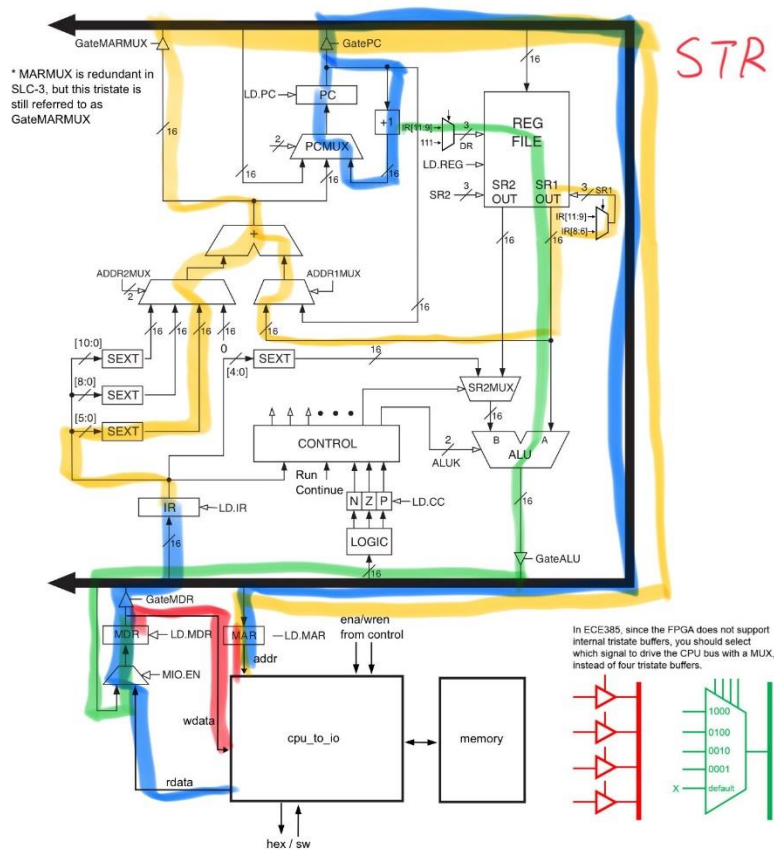 STR
GateMARMUX
GatePC
* MARMUX is redundant in
SLC-3, but this tristate is
still referred to as
GateMARMUX
16
LD.PC
PC
+1
2
PCMUX
16
16
16
16
IR[11:9]
111
3
DR
REG
FILE
LD.REG
SR2
3
SR2
OUT
SR1
OUT
3
SR1
IR[11:9]
IR[8:6]
16
16
+
ADDR2MUX
2
ADDR1MUX
16
16
16
16
16
0
16
16
[10:0]
SEXT
[8:0]
SEXT
[5:0]
SEXT
[4:0]
SEXT
16
SR2MUX
16
CONTROL
2
ALUK
B
A
ALU
Run
Continue
N
Z
P
LD.CC
IR
LD.IR
16
LOGIC
16
16
GateALU
GateMDR
MDR
LD.MDR
MAR
LD.MAR
addr
MIO.EN
ena/wren
from control
wdata
cpu_to_io
memory
rdata
hex / sw
In ECE385, since the FPGA does not support
internal tristate buffers, you should select
which signal to drive the CPU bus with a MUX,
instead of four tristate buffers.
1000
0100
0010
0001
X
default